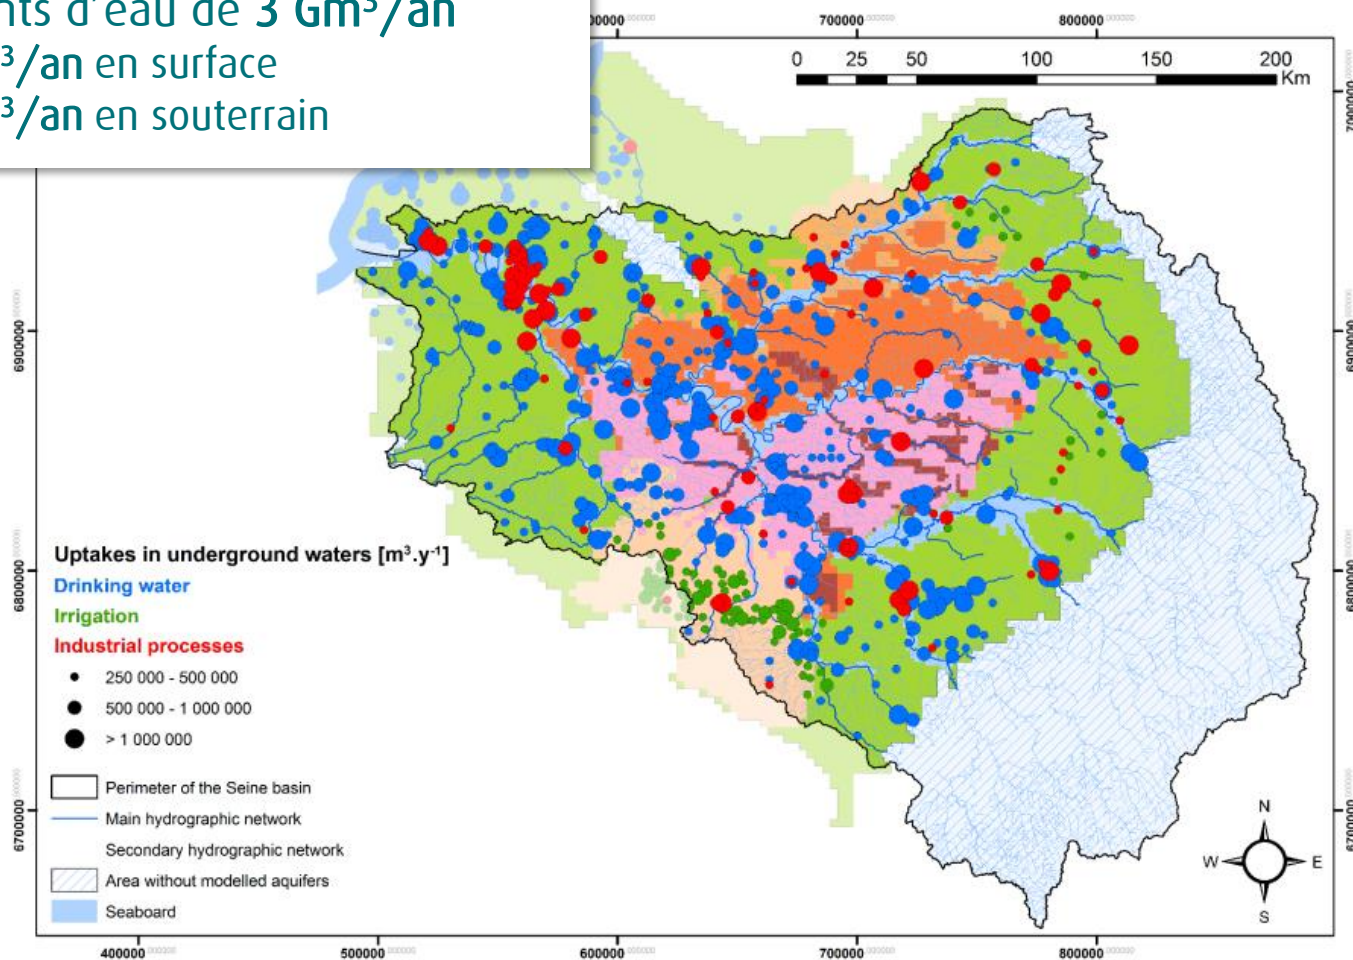 d'eau de 3 Gm³/an
³/an en surface
³/an en souterrain
700000
800000
0 25 50 100 150 200
Km
7000000
6900000
6900000
6800000
6800000
6700000
6700000
Uptakes in underground waters [m³.y⁻¹]
Drinking water
Irrigation
Industrial processes
250 000 - 500 000
500 000 - 1 000 000
> 1 000 000
Perimeter of the Seine basin
Main hydrographic network
Secondary hydrographic network
Area without modelled aquifers
Seaboard
N
W E
S
400000 500000 600000 700000 800000